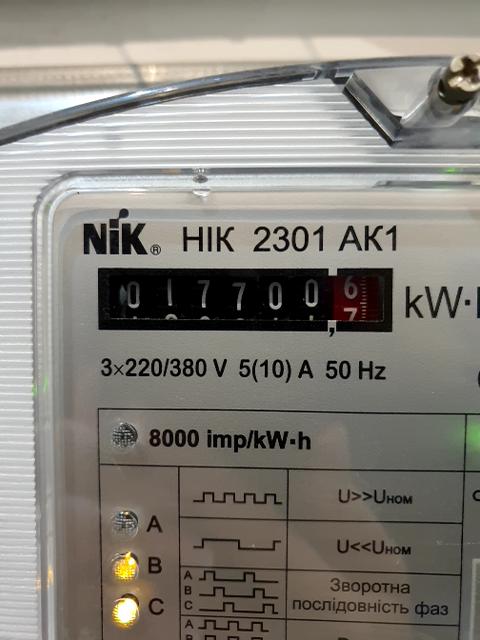 NiK® НІК 2301 АК1
0 1 7 7 0 0 6 kW·
7
3×220/380 V 5(10) A 50 Hz
8000 imp/kW·h
U>>Uном
A
U<<Uном
B
A
B
C
Зворотна
послідовність фаз
C
A
B